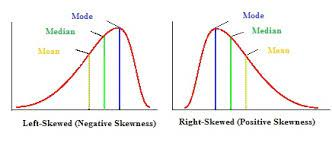 Mode
Median
Mean
Left-Skewed (Negative Skewness)
Mode
Median
Mean
Right-Skewed (Positive Skewness)